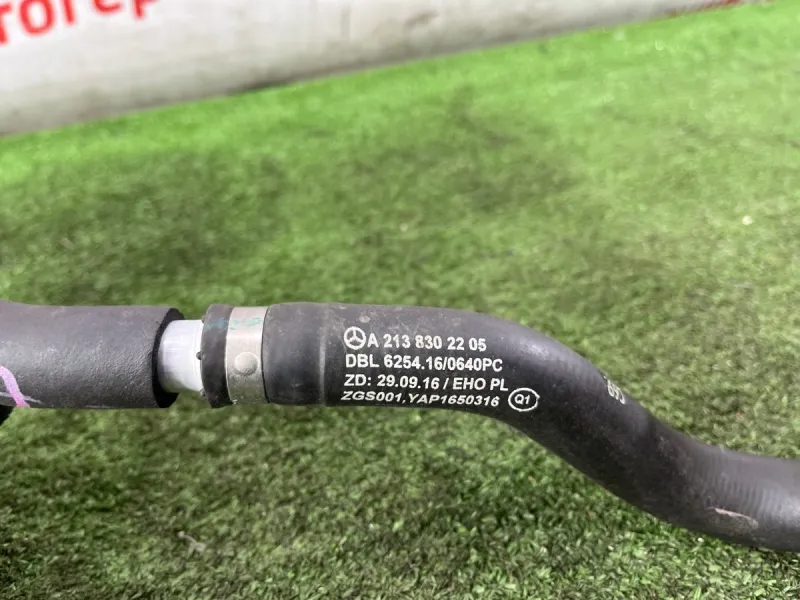 A 213 830 22 05
DBL 6254.16/0640PC
ZD: 29.09.16 / EHO PL
ZGS001,YAP1650316 Q1